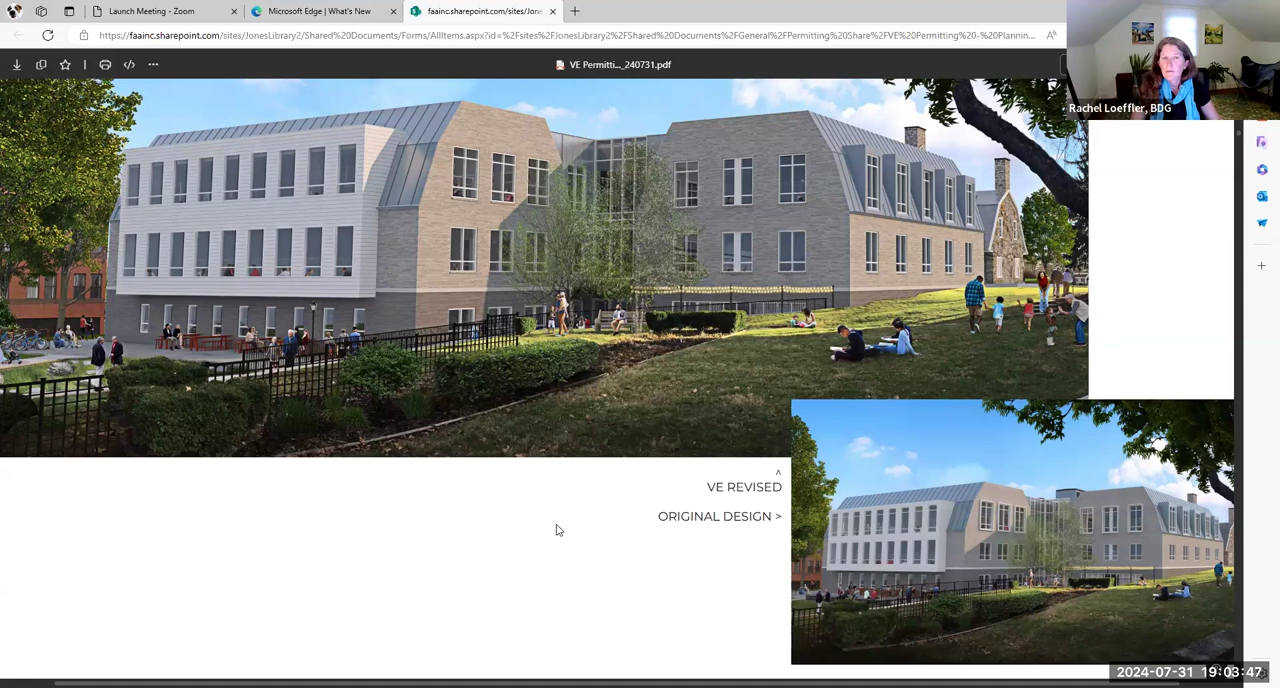 Launch Meeting - Zoom
Microsoft Edge | What's New
faainc.sharepoint.com/sites/Jone
https://faainc.sharepoint.com/sites/JonesLibrary2/Shared%20Documents/Forms/AllItems.aspx?id=%2Fsites%2FJonesLibrary2%2FShared%20Documents%2FGeneral%2FPermitting%20Share%2FVE%20Permitting%20-%20Plannin...
VE Permitti..._240731.pdf
Rachel Loeffler, BDG
^
VE REVISED
ORIGINAL DESIGN >
2024-07-31 19:03:47